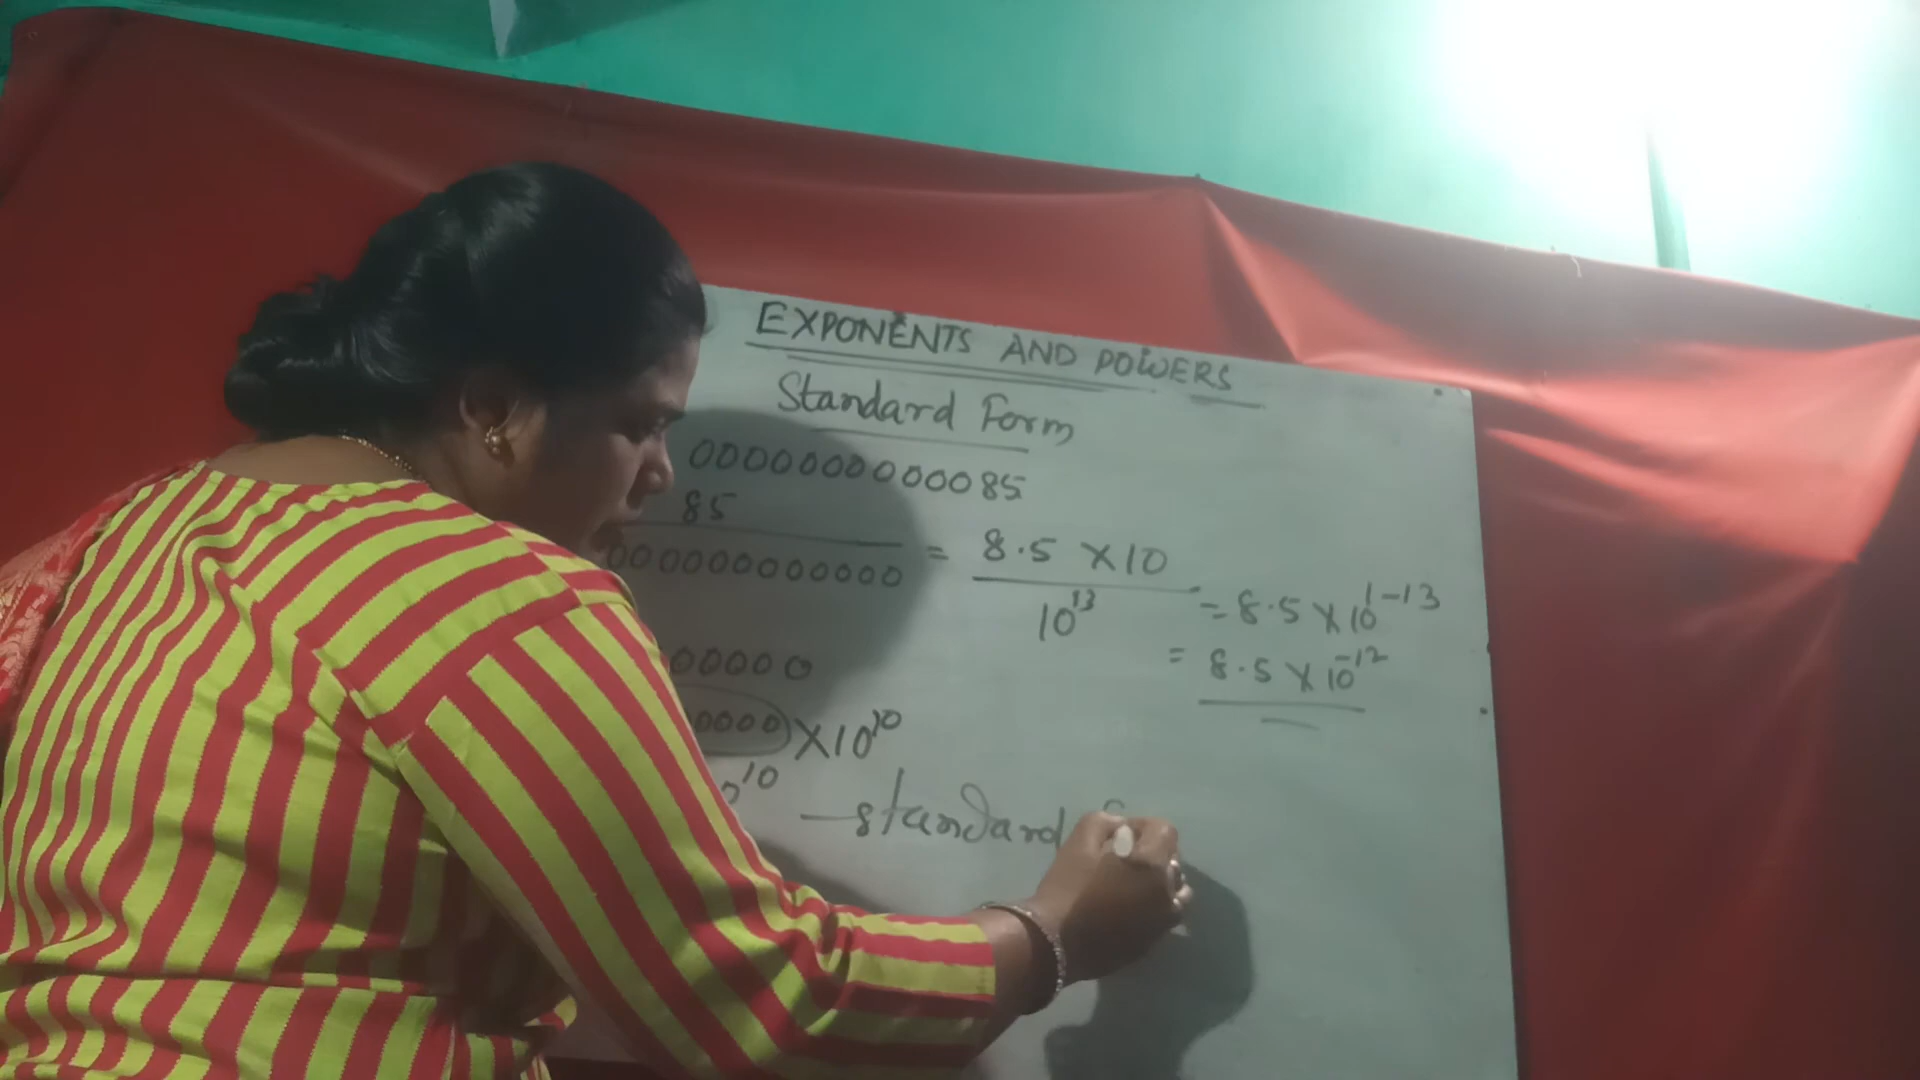 EXPONENTS AND POWERS
Standard Form
00000000000085
85
000000000000 = 8.5 X10
10^13
= 8.5 X 10^1-13
= 8.5 X 10^-12
00000
0000) X10^10
10 — standard